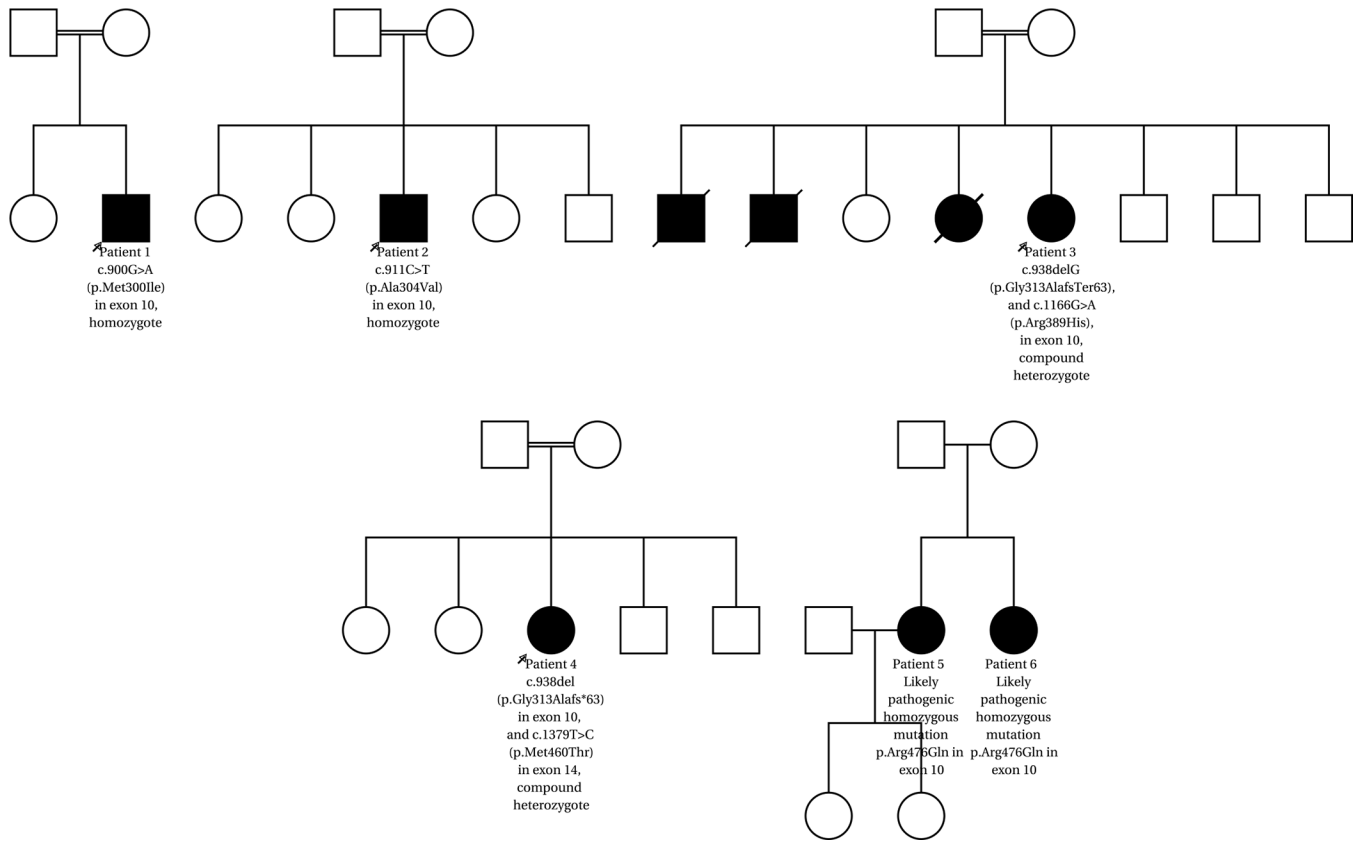 Patient 1
c.900G>A
(p.Met300Ile)
in exon 10,
homozygote
Patient 2
c.911C>T
(p.Ala304Val)
in exon 10,
homozygote
Patient 3
c.938delG
(p.Gly313AlafsTer63),
and c.1166G>A
(p.Arg389His),
in exon 10,
compound
heterozygote
Patient 4
c.938del
(p.Gly313Alafs*63)
in exon 10,
and c.1379T>C
(p.Met460Thr)
in exon 14,
compound
heterozygote
Patient 5
Likely
pathogenic
homozygous
mutation
p.Arg476Gln in
exon 10
Patient 6
Likely
pathogenic
homozygous
mutation
p.Arg476Gln in
exon 10